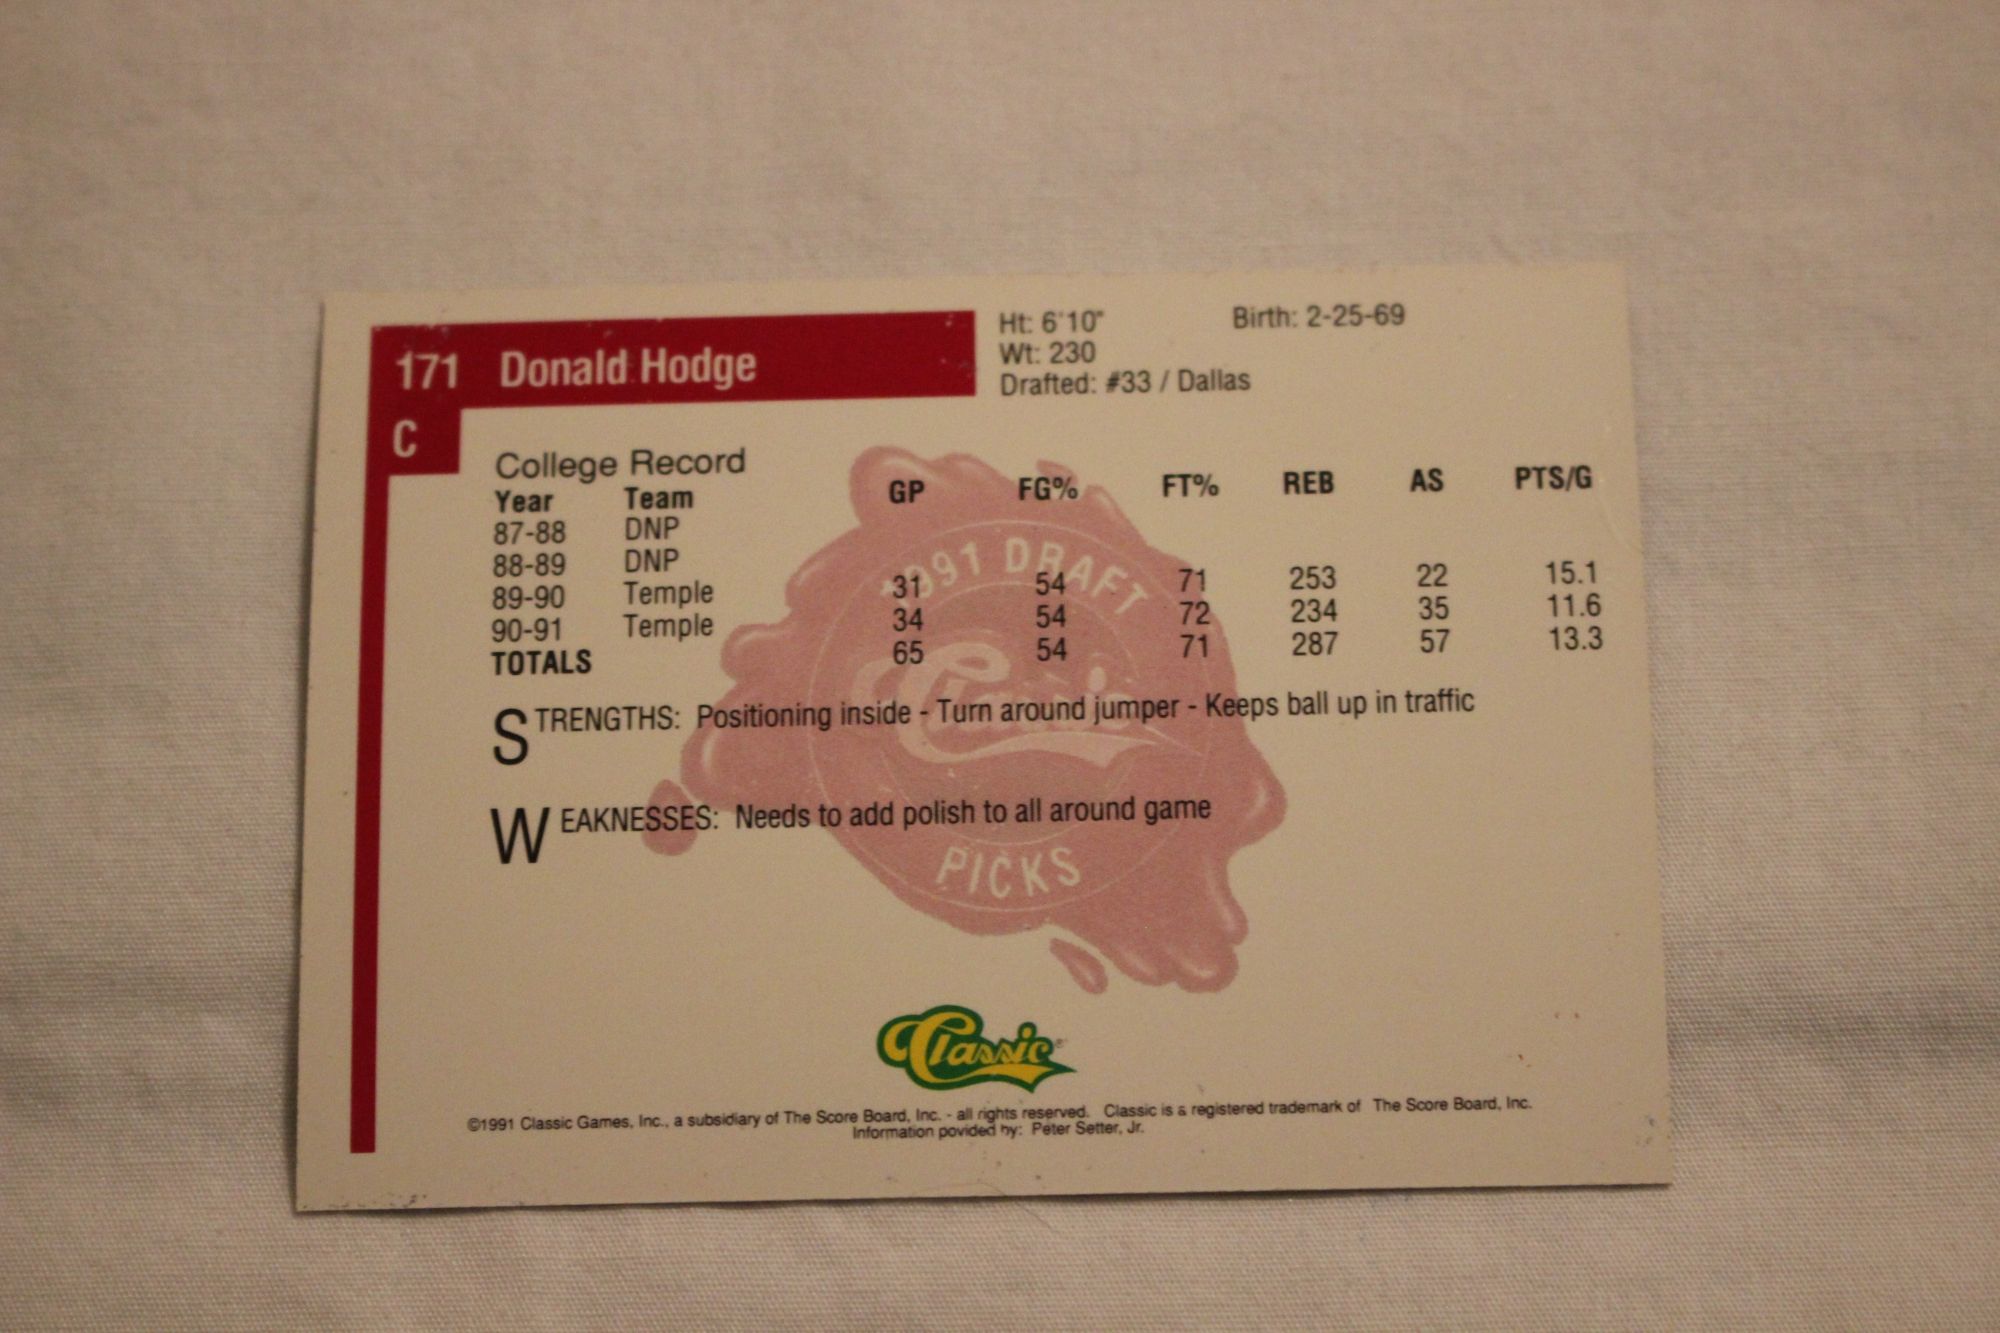 171 Donald Hodge
C
Ht: 6'10" Birth: 2-25-69
Wt: 230
Drafted: #33 / Dallas
College Record
Year Team GP FG% FT% REB AS PTS/G
87-88 DNP
88-89 DNP
89-90 Temple 31 54 71 253 22 15.1
90-91 Temple 34 54 72 234 35 11.6
TOTALS 65 54 71 287 57 13.3
STRENGTHS: Positioning inside - Turn around jumper - Keeps ball up in traffic
WEAKNESSES: Needs to add polish to all around game
1991 DRAFT
Classic
PICKS
Classic®
©1991 Classic Games, Inc., a subsidiary of The Score Board, Inc. - all rights reserved. Classic is a registered trademark of The Score Board, Inc.
Information povided by: Peter Setter, Jr.